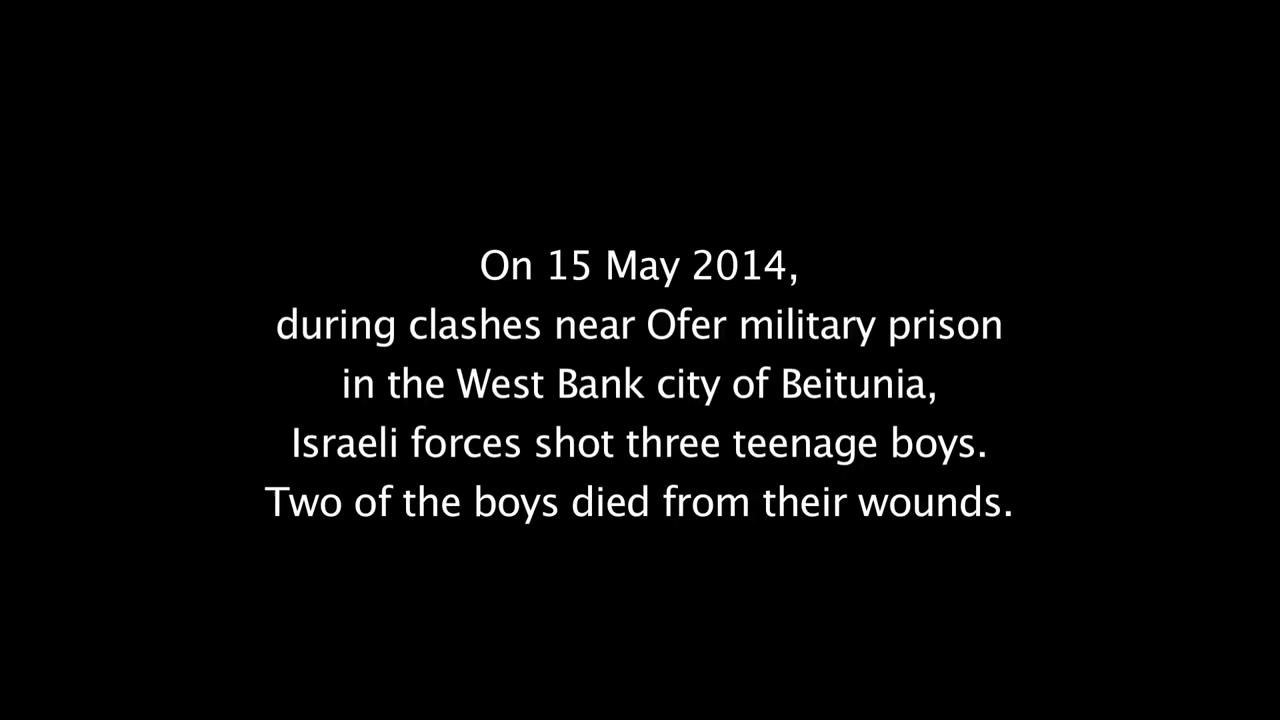 On 15 May 2014,
during clashes near Ofer military prison
in the West Bank city of Beitunia,
Israeli forces shot three teenage boys.
Two of the boys died from their wounds.